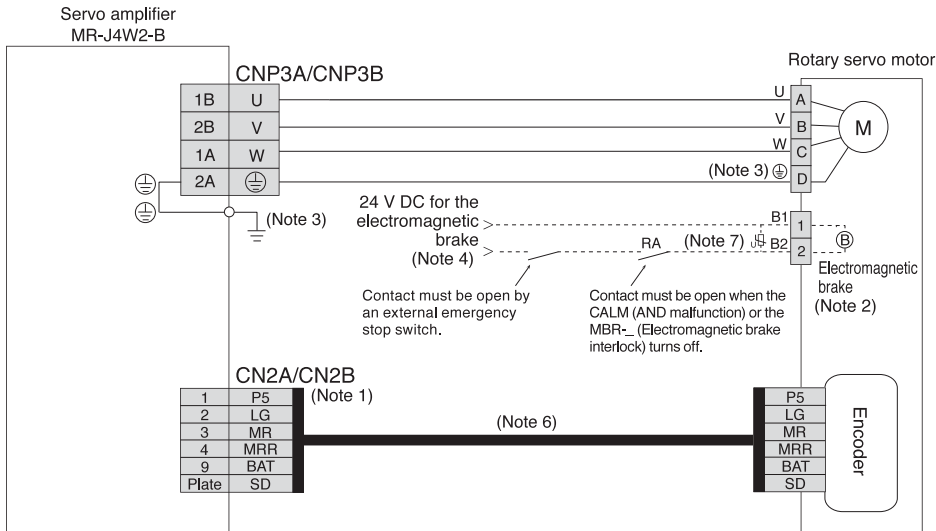 Servo amplifier
MR-J4W2-B
Rotary servo motor
CNP3A/CNP3B
1B U
2B V
1A W
2A
U A
V B
W C
(Note 3) D
M
(Note 3)
24 V DC for the
electromagnetic
brake
(Note 4)
RA
(Note 7)
B1 1
B2 2
B
Electromagnetic
brake
(Note 2)
Contact must be open by
an external emergency
stop switch.
Contact must be open when the
CALM (AND malfunction) or the
MBR-_ (Electromagnetic brake
interlock) turns off.
CN2A/CN2B
(Note 1)
1 P5
2 LG
3 MR
4 MRR
9 BAT
Plate SD
(Note 6)
P5
LG
MR
MRR
BAT
SD
Encoder